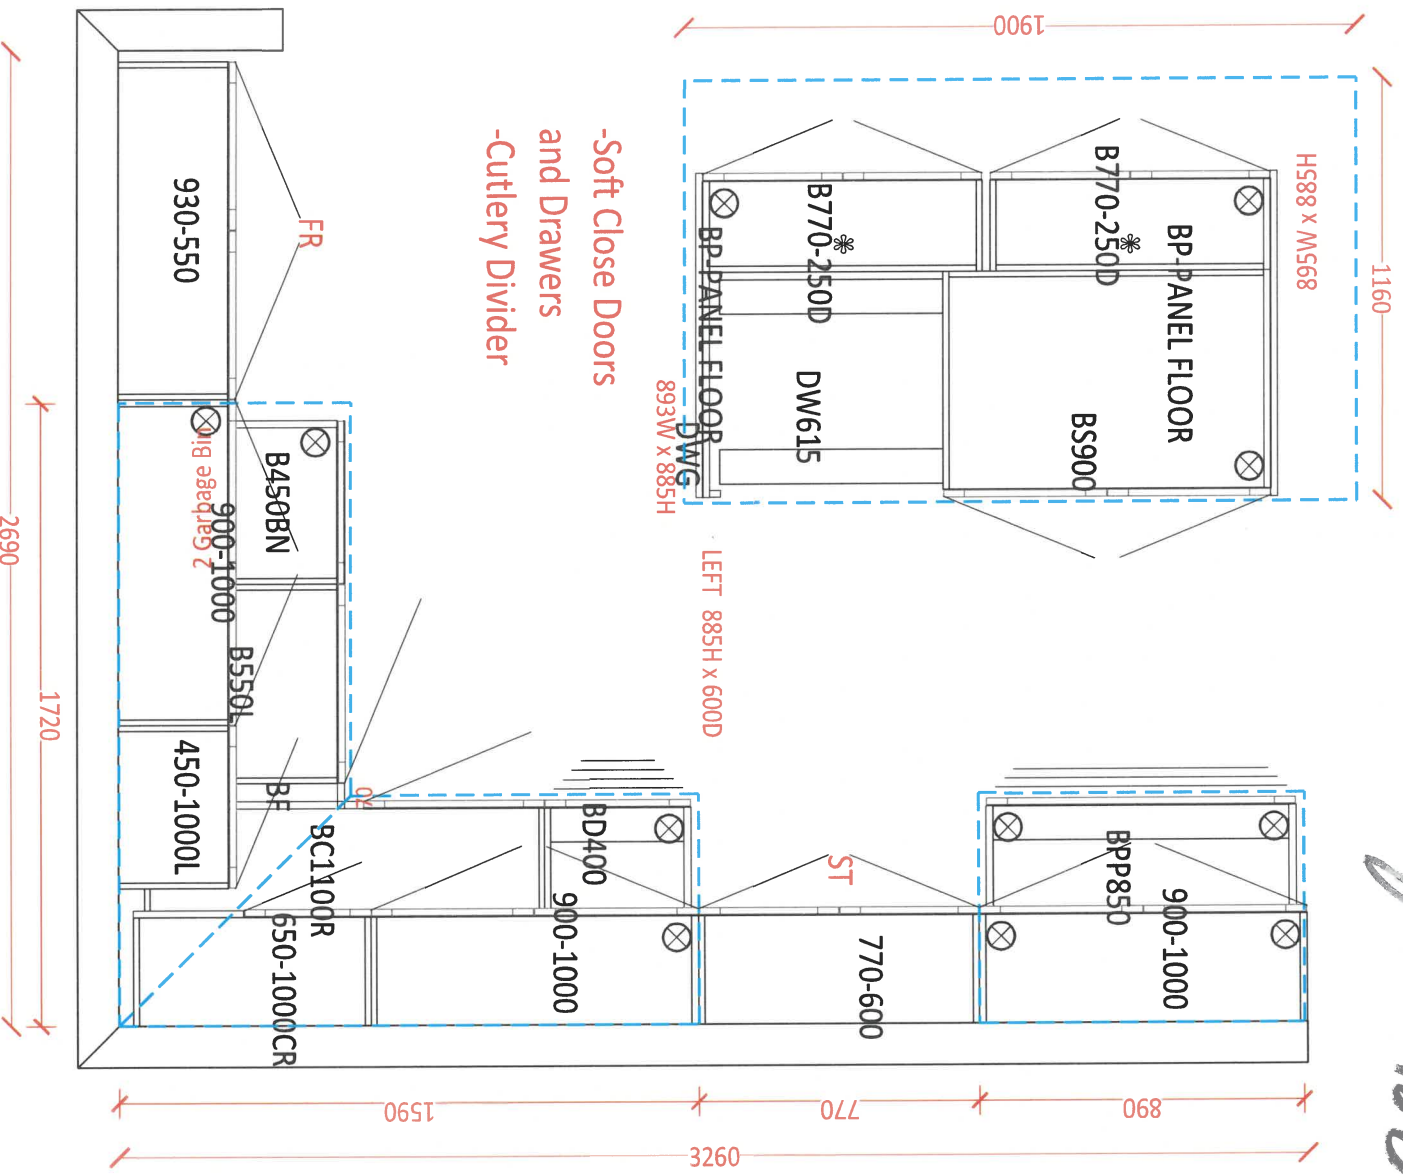 1900
1160
895W x 885H
B770-250D
B770-250D
BP-PANEL FLOOR
BP-PANEL FLOOR
-Soft Close Doors
and Drawers
-Cutlery Divider
DW615
BS900
DWG
893W x 885H
LEFT 885H x 600D
FR
930-550
B450BN
2 Garbage Bin
900-1000
B550L
450-1000L
BF
70
BC1100R
650-1000CR
BD400
900-1000
ST
770-600
BPP850
900-1000
2690
1720
1590
770
890
3260